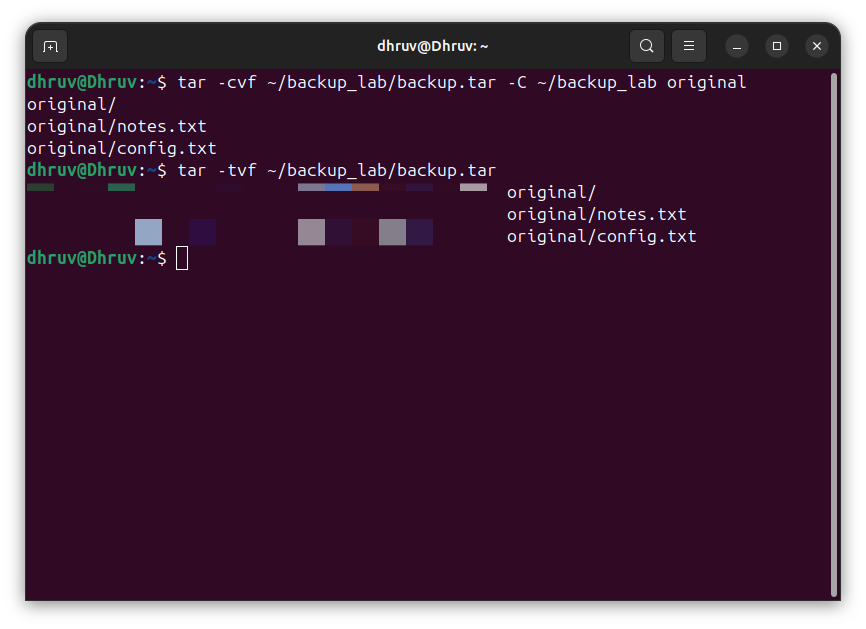 dhruv@Dhruv: ~
dhruv@Dhruv:~$ tar -cvf ~/backup_lab/backup.tar -C ~/backup_lab original
original/
original/notes.txt
original/config.txt
dhruv@Dhruv:~$ tar -tvf ~/backup_lab/backup.tar
original/
original/notes.txt
original/config.txt
dhruv@Dhruv:~$